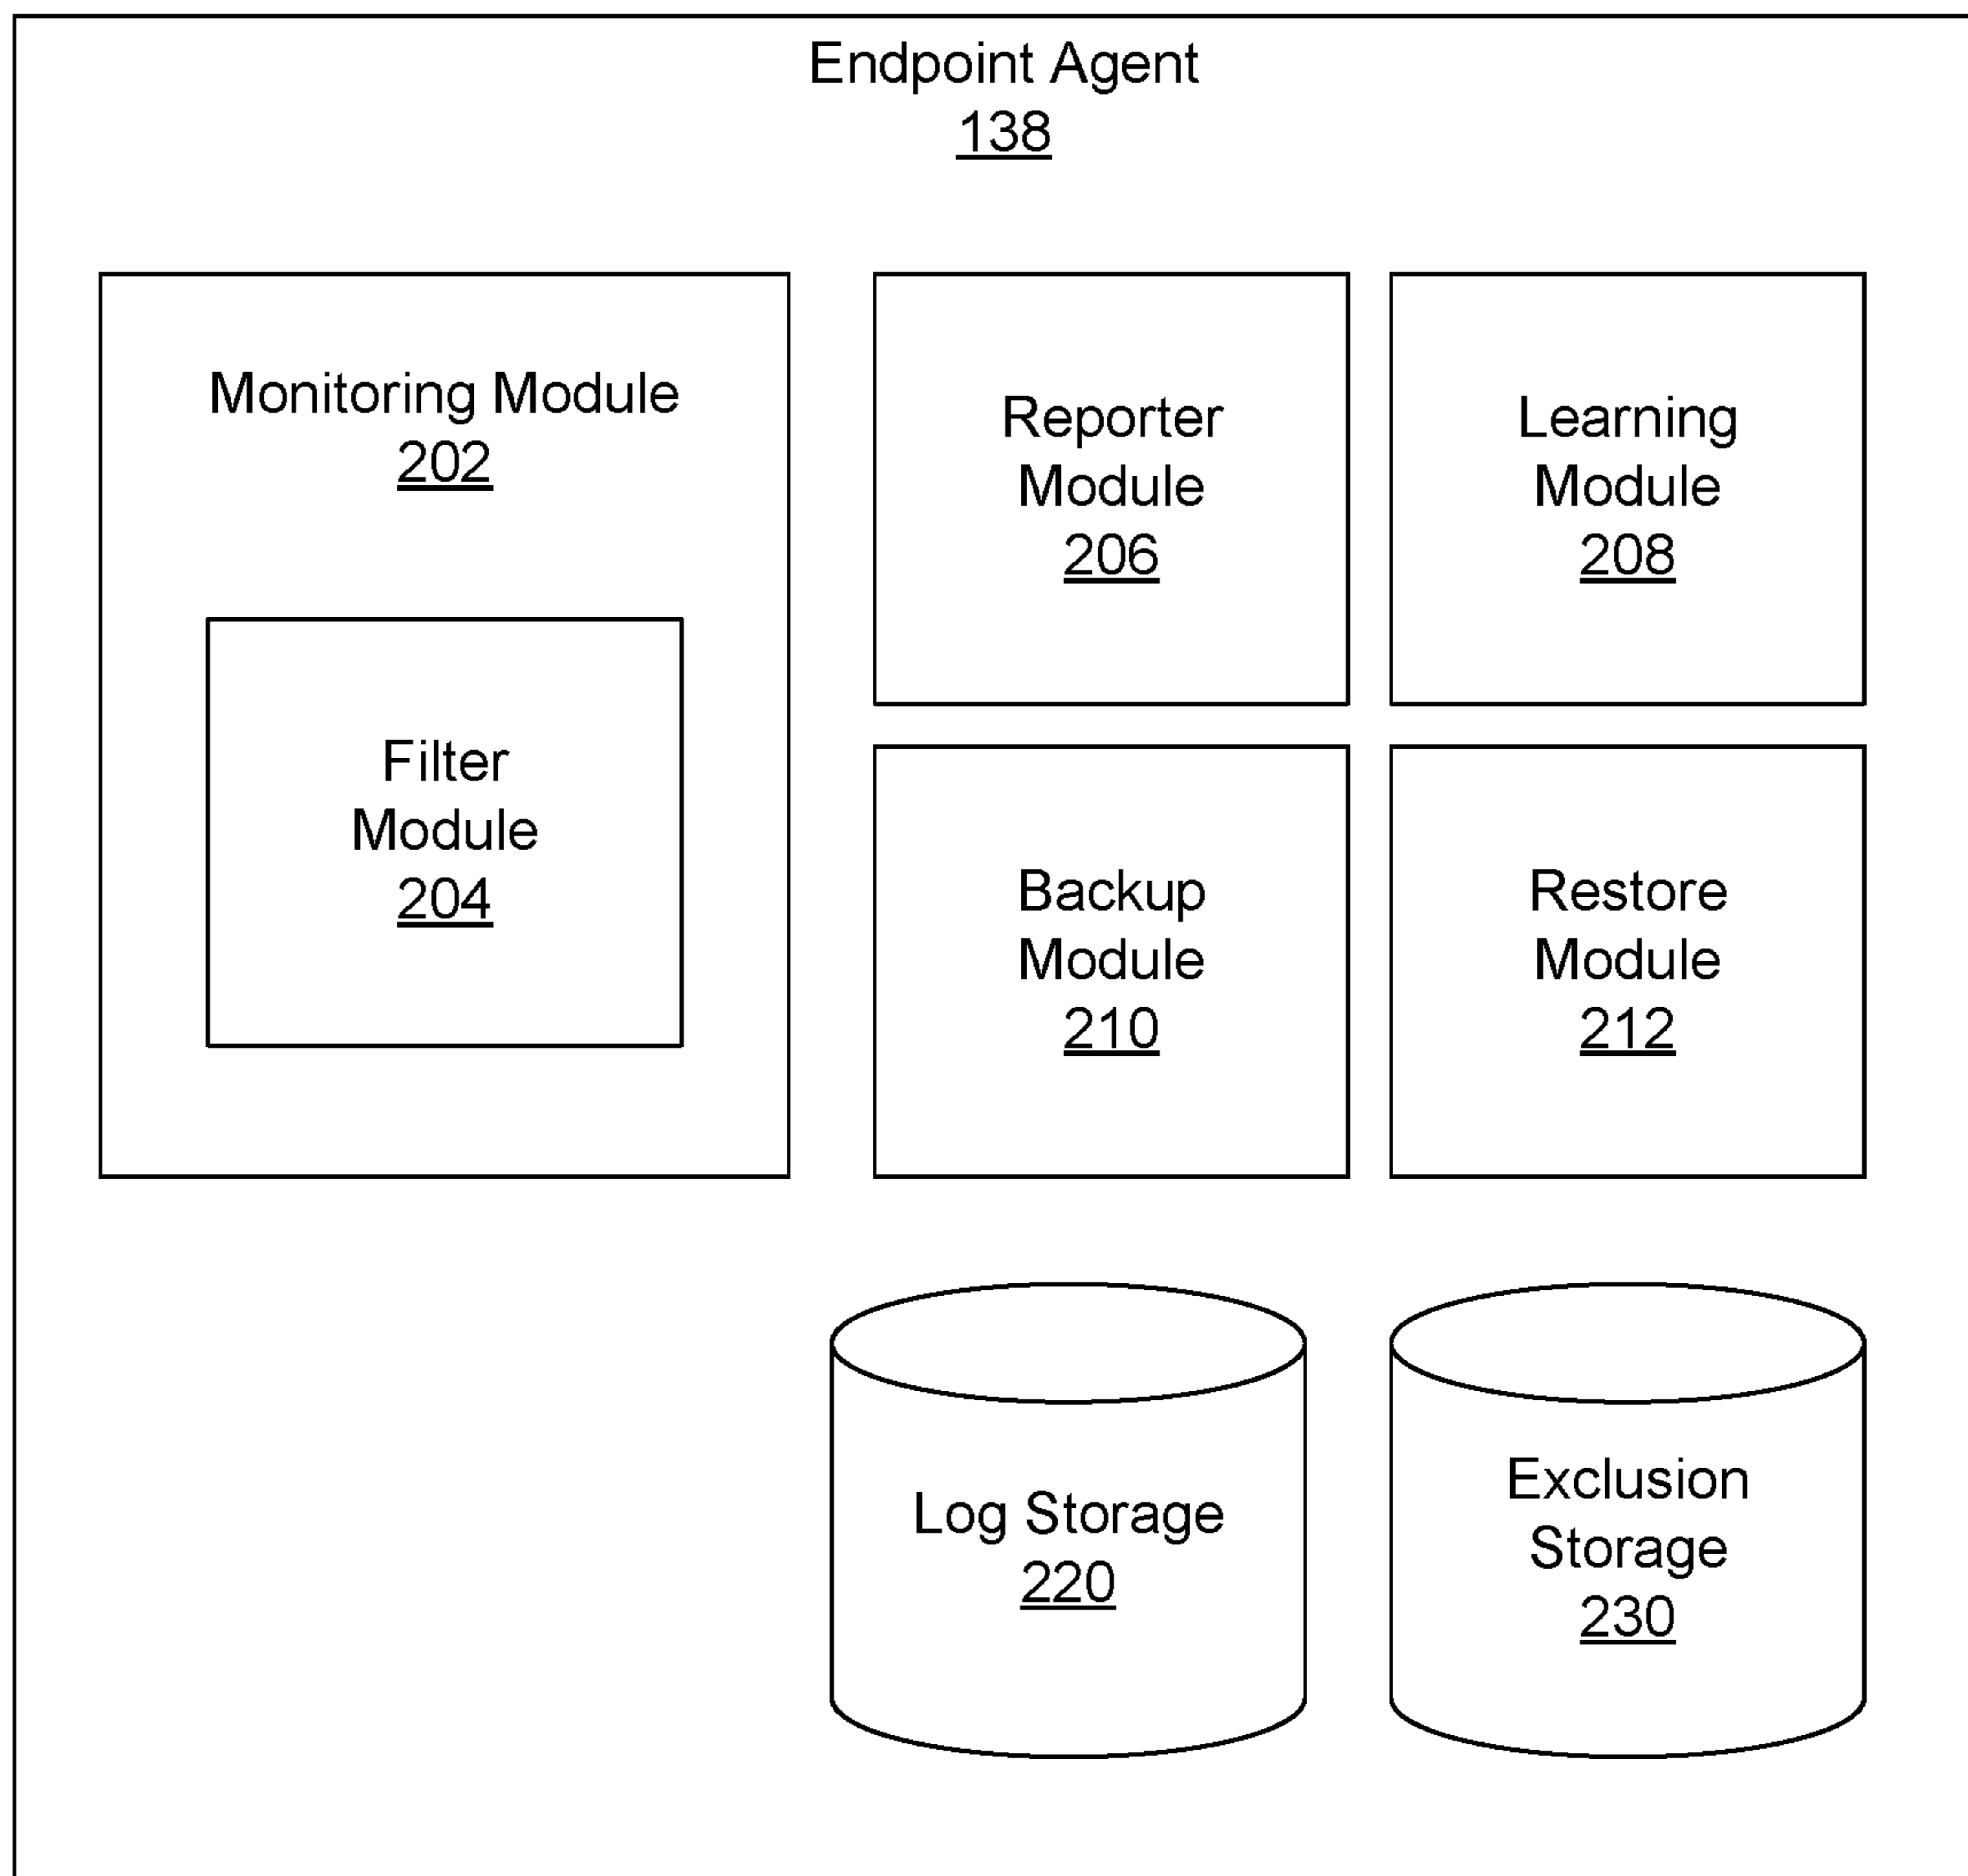 Endpoint Agent
138
Monitoring Module
202
Filter
Module
204
Reporter
Module
206
Learning
Module
208
Backup
Module
210
Restore
Module
212
Log Storage
220
Exclusion
Storage
230